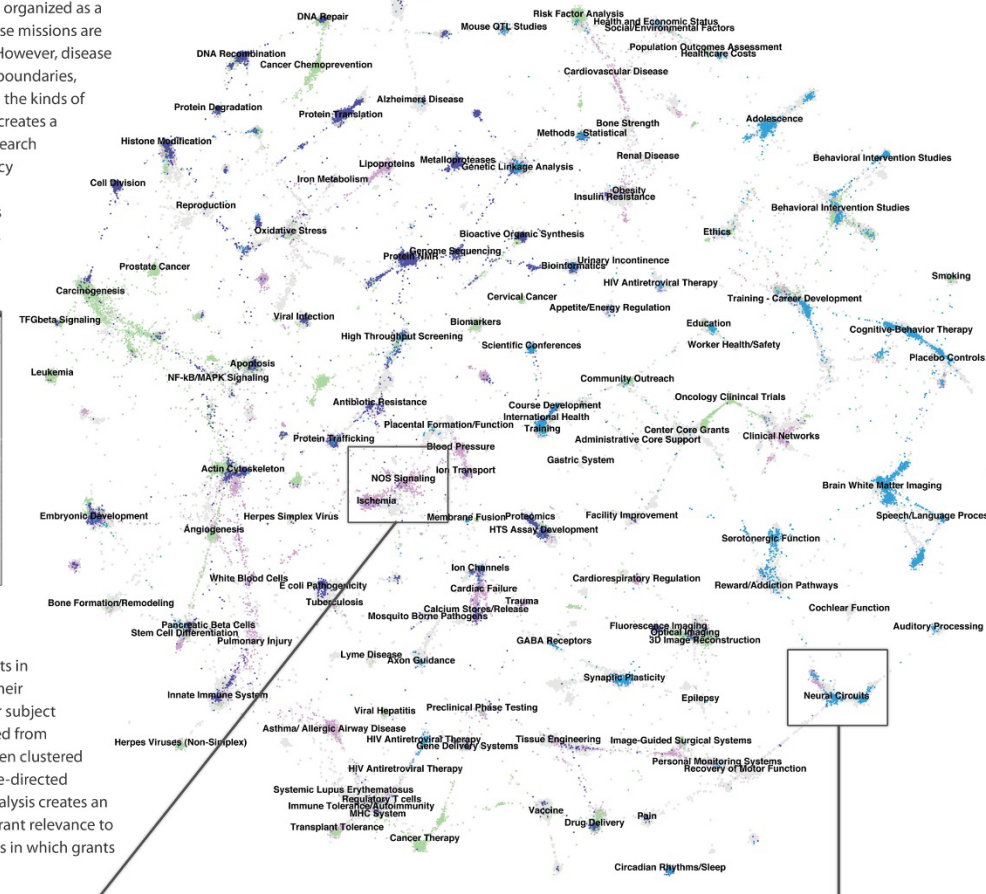 organized as a
se missions are
However, disease
boundaries,
the kinds of
creates a
earch
cy
DNA Repair
Mouse QTL Studies
Risk Factor Analysis
Health and Economic Status
Social/Environmental Factors
DNA Recombination
Cancer Chemoprevention
Population Outcomes Assessment
Healthcare Costs
Cardiovascular Disease
Protein Degradation
Protein Translation
Alzheimers Disease
Methods - Statistical
Bone Strength
Adolescence
Histone Modification
Lipoproteins
Metalloproteases
Genetic Linkage Analysis
Renal Disease
Behavioral Intervention Studies
Cell Division
Iron Metabolism
Obesity
Insulin Resistance
Reproduction
Behavioral Intervention Studies
Oxidative Stress
Bioactive Organic Synthesis
Ethics
Genome Sequencing
Protein NMR
Prostate Cancer
Bioinformatics
Urinary Incontinence
Smoking
Carcinogenesis
HIV Antiretroviral Therapy
Cervical Cancer
Training - Career Development
Appetite/Energy Regulation
TFGbeta Signaling
Viral Infection
Biomarkers
Education
Cognitive-Behavior Therapy
High Throughput Screening
Scientific Conferences
Worker Health/Safety
Placebo Controls
Leukemia
Apoptosis
NF-kB/MAPK Signaling
Community Outreach
Antibiotic Resistance
Course Development
Oncology Clinincal Trials
International Health
Training
Placental Formation/Function
Center Core Grants
Protein Trafficking
Administrative Core Support
Clinical Networks
Blood Pressure
Gastric System
Actin Cytoskeleton
Ion Transport
NOS Signaling
Brain White Matter Imaging
Ischemia
Embryonic Development
Herpes Simplex Virus
Membrane Fusion
Proteomics
Facility Improvement
Speech/Language Proces
Angiogenesis
HTS Assay Development
Serotonergic Function
Ion Channels
White Blood Cells
E coli Pathogenicity
Cardiac Failure
Cardiorespiratory Regulation
Reward/Addiction Pathways
Bone Formation/Remodeling
Tuberculosis
Trauma
Calcium Stores/Release
Mosquito Borne Pathogens
Cochlear Function
Pancreatic Beta Cells
Stem Cell Differentiation
Fluorescence Imaging
Optical Imaging
3D Image Reconstruction
Auditory Processing
Pulmonary Injury
GABA Receptors
Lyme Disease
Axon Guidance
ts in
heir
r subject
ed from
en clustered
e-directed
alysis creates an
rant relevance to
s in which grants
Synaptic Plasticity
Innate Immune System
Epilepsy
Neural Circuits
Viral Hepatitis
Preclinical Phase Testing
Asthma/ Allergic Airway Disease
Herpes Viruses (Non-Simplex)
HIV Antiretroviral Therapy
Gene Delivery Systems
Tissue Engineering
Image-Guided Surgical Systems
HIV Antiretroviral Therapy
Personal Monitoring Systems
Recovery of Motor Function
Systemic Lupus Erythematosus
Regulatory T cells
Immune Tolerance/Autoimmunity
MHC System
Transplant Tolerance
Cancer Therapy
Vaccine
Drug Delivery
Pain
Circadian Rhythms/Sleep